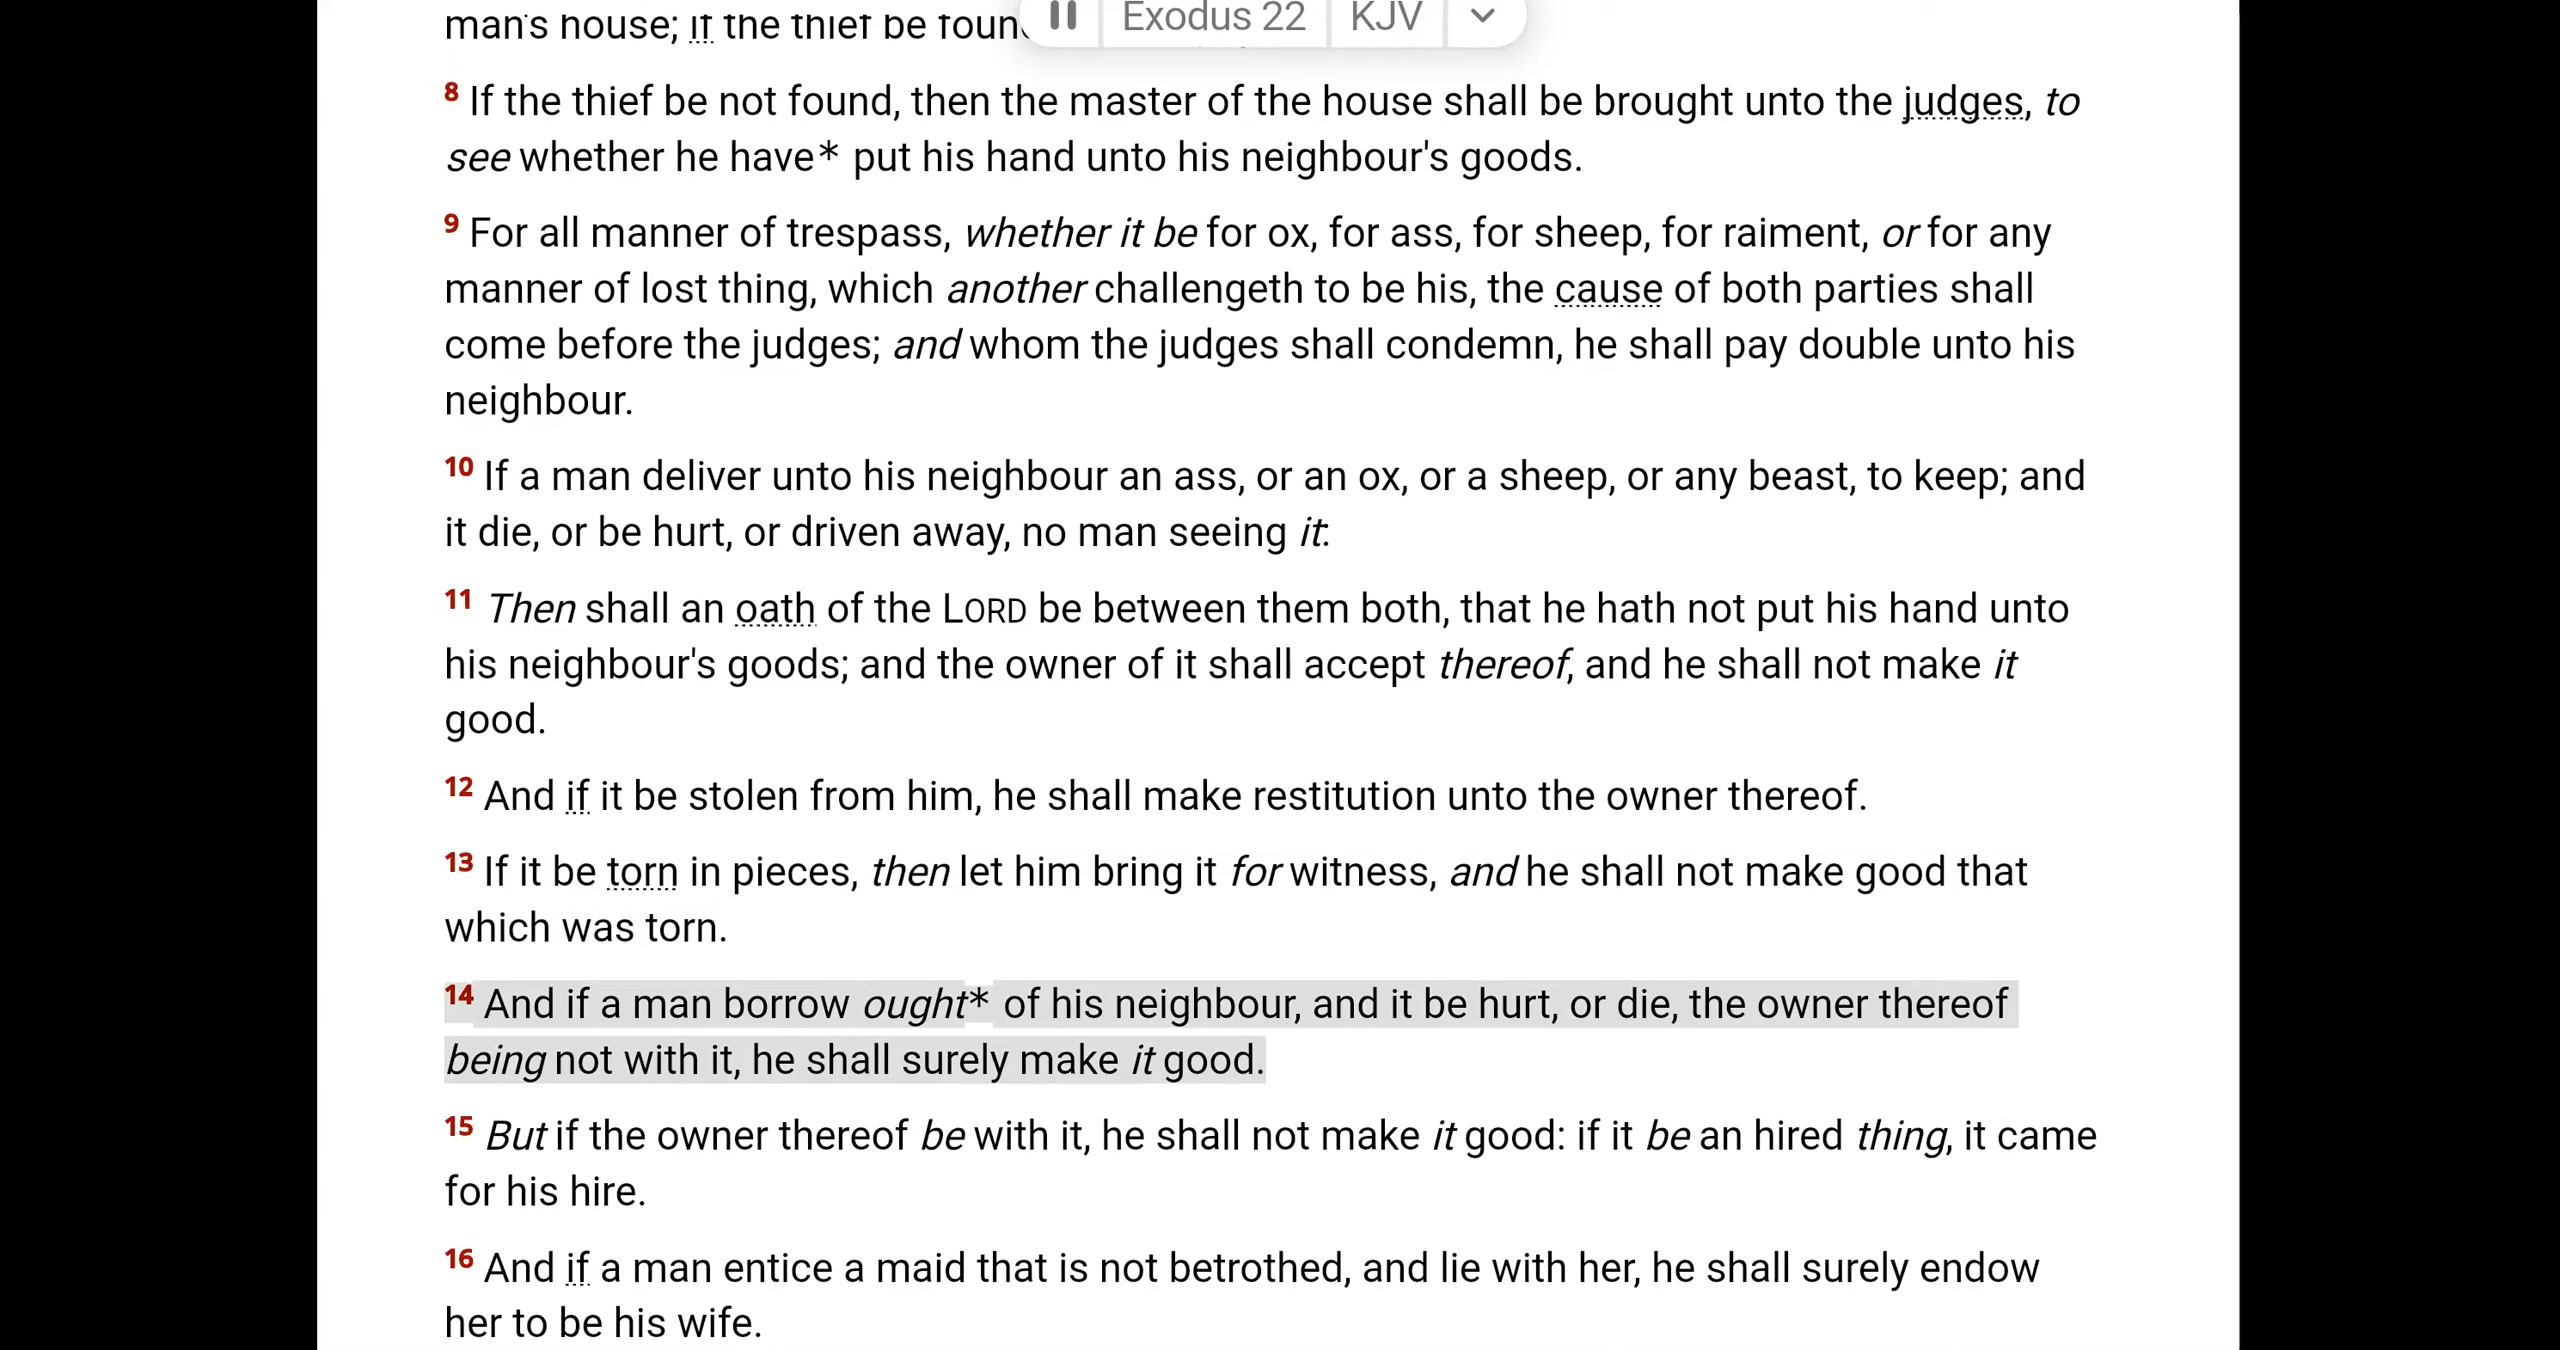 man's house; if the thief be
Exodus 22 KJV
8 If the thief be not found, then the master of the house shall be brought unto the judges, to
see whether he have* put his hand unto his neighbour's goods.
9 For all manner of trespass, whether it be for ox, for ass, for sheep, for raiment, or for any
manner of lost thing, which another challengeth to be his, the cause of both parties shall
come before the judges; and whom the judges shall condemn, he shall pay double unto his
neighbour.
10 If a man deliver unto his neighbour an ass, or an ox, or a sheep, or any beast, to keep; and
it die, or be hurt, or driven away, no man seeing it:
11 Then shall an oath of the LORD be between them both, that he hath not put his hand unto
his neighbour's goods; and the owner of it shall accept thereof, and he shall not make it
good.
12 And if it be stolen from him, he shall make restitution unto the owner thereof.
13 If it be torn in pieces, then let him bring it for witness, and he shall not make good that
which was torn.
14 And if a man borrow ought* of his neighbour, and it be hurt, or die, the owner thereof
being not with it, he shall surely make it good.
15 But if the owner thereof be with it, he shall not make it good: if it be an hired thing, it came
for his hire.
16 And if a man entice a maid that is not betrothed, and lie with her, he shall surely endow
her to be his wife.